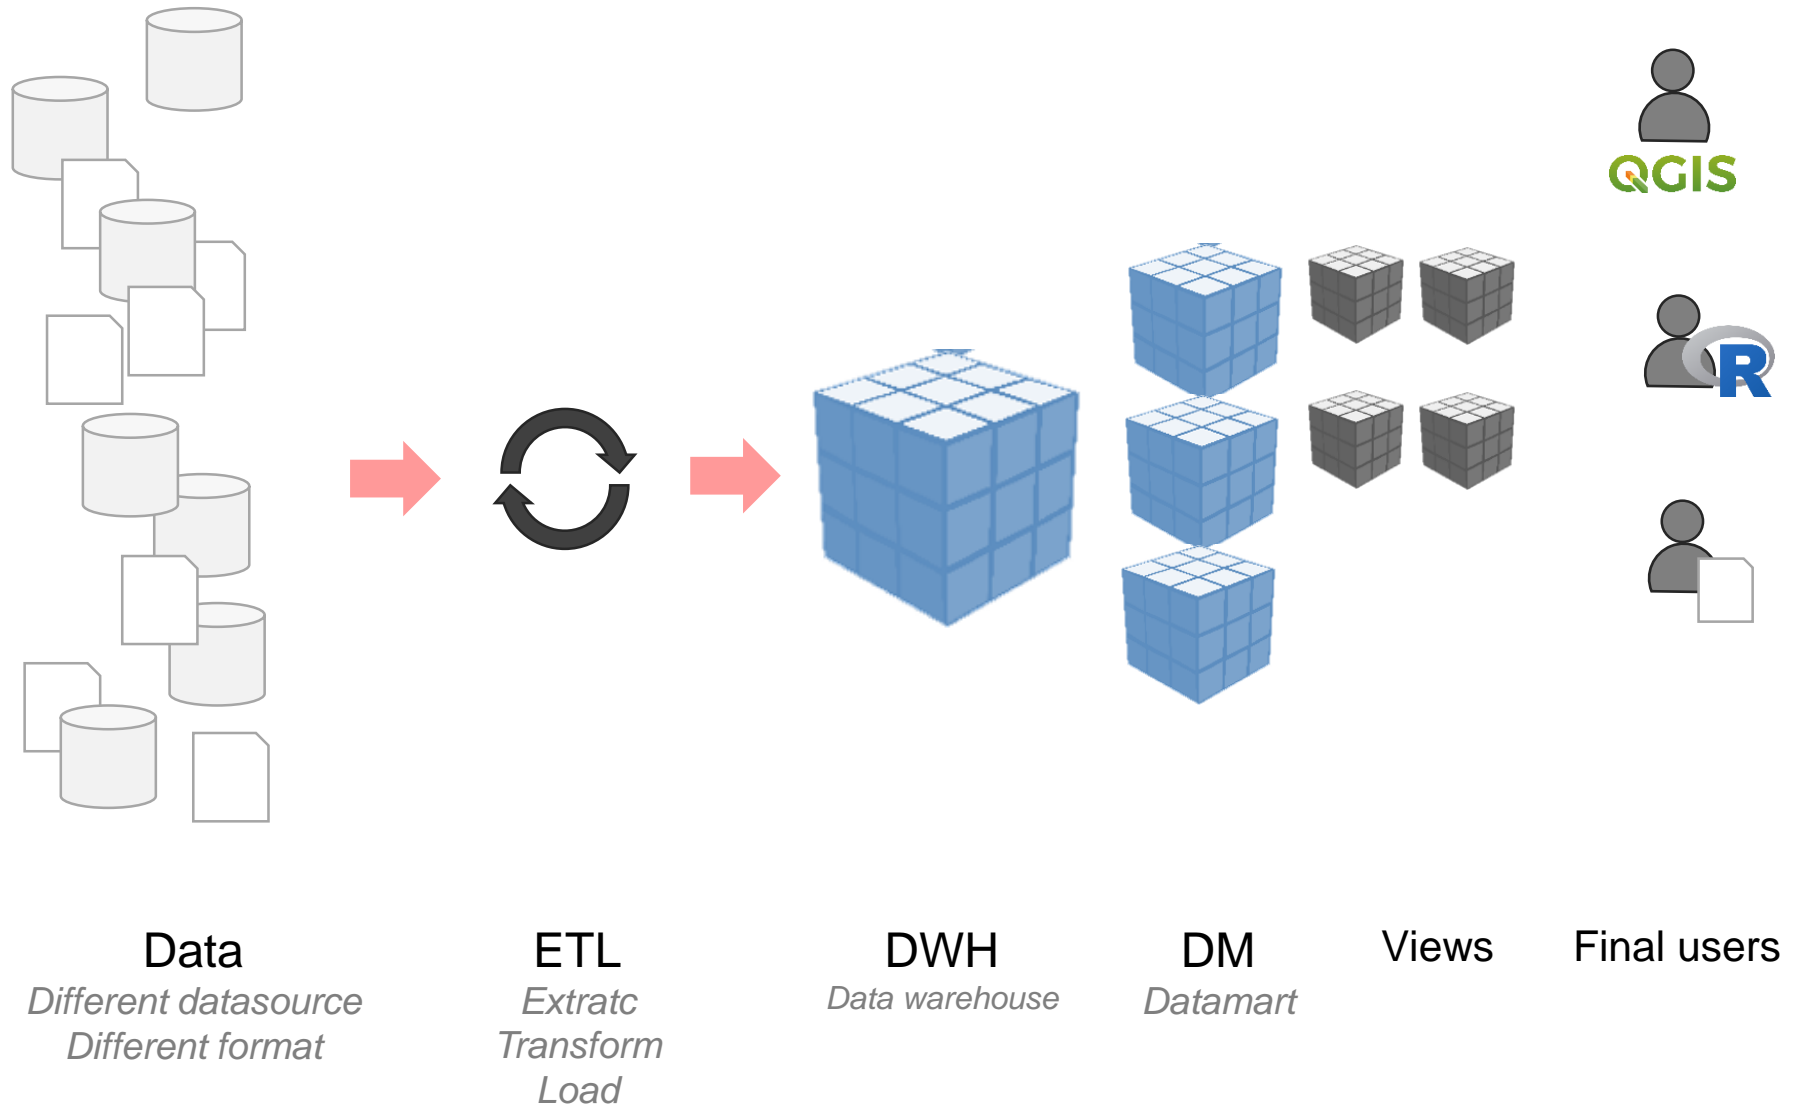 QGIS
R
Data
Different datasource
Different format
ETL
Extratc
Transform
Load
DWH
Data warehouse
DM
Datamart
Views
Final users